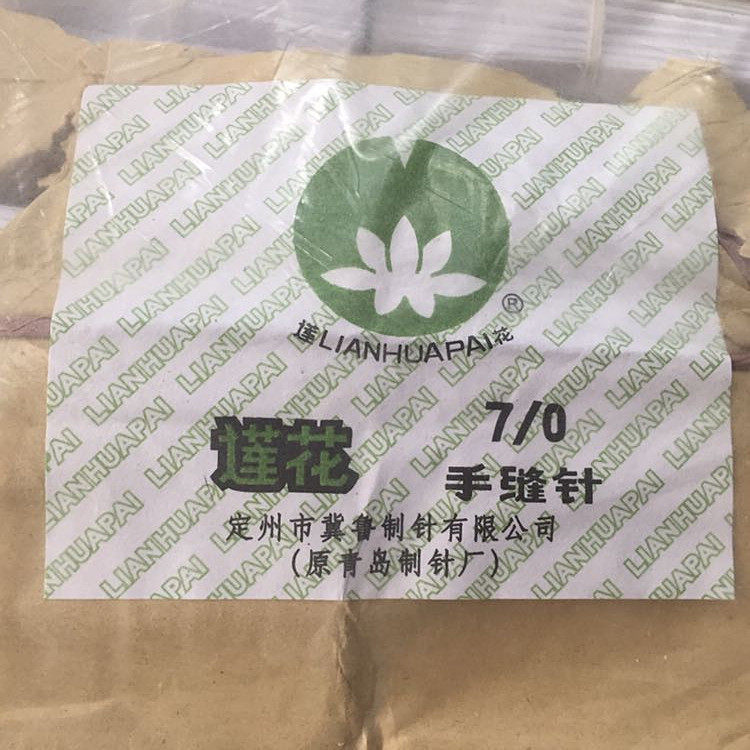 莲LIANHUAPAI花
®
莲花
7/0
手缝针
定州市冀鲁制针有限公司
(原青岛制针厂)
LIANHUAPAI